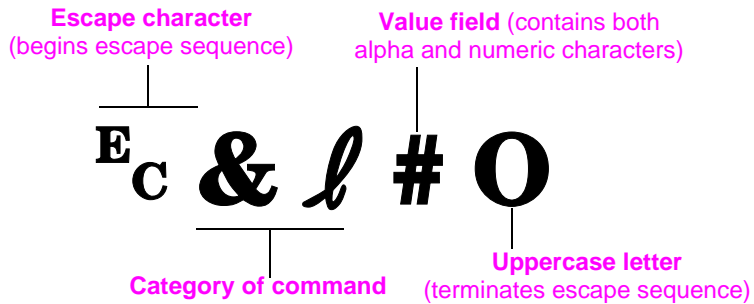 Escape character
(begins escape sequence)
Value field (contains both
alpha and numeric characters)
E C & ℓ # O
Category of command
Uppercase letter
(terminates escape sequence)